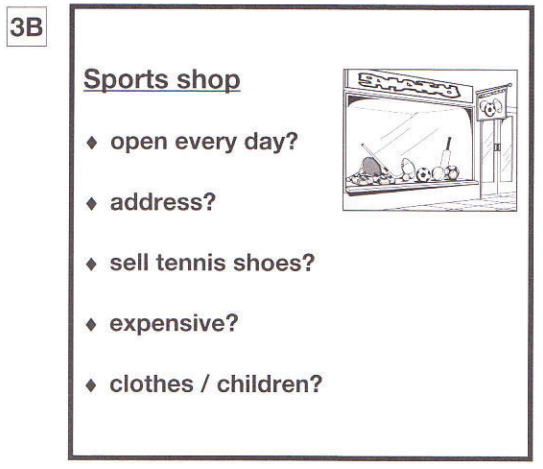 3B
Sports shop
♦ open every day?
♦ address?
♦ sell tennis shoes?
♦ expensive?
♦ clothes / children?